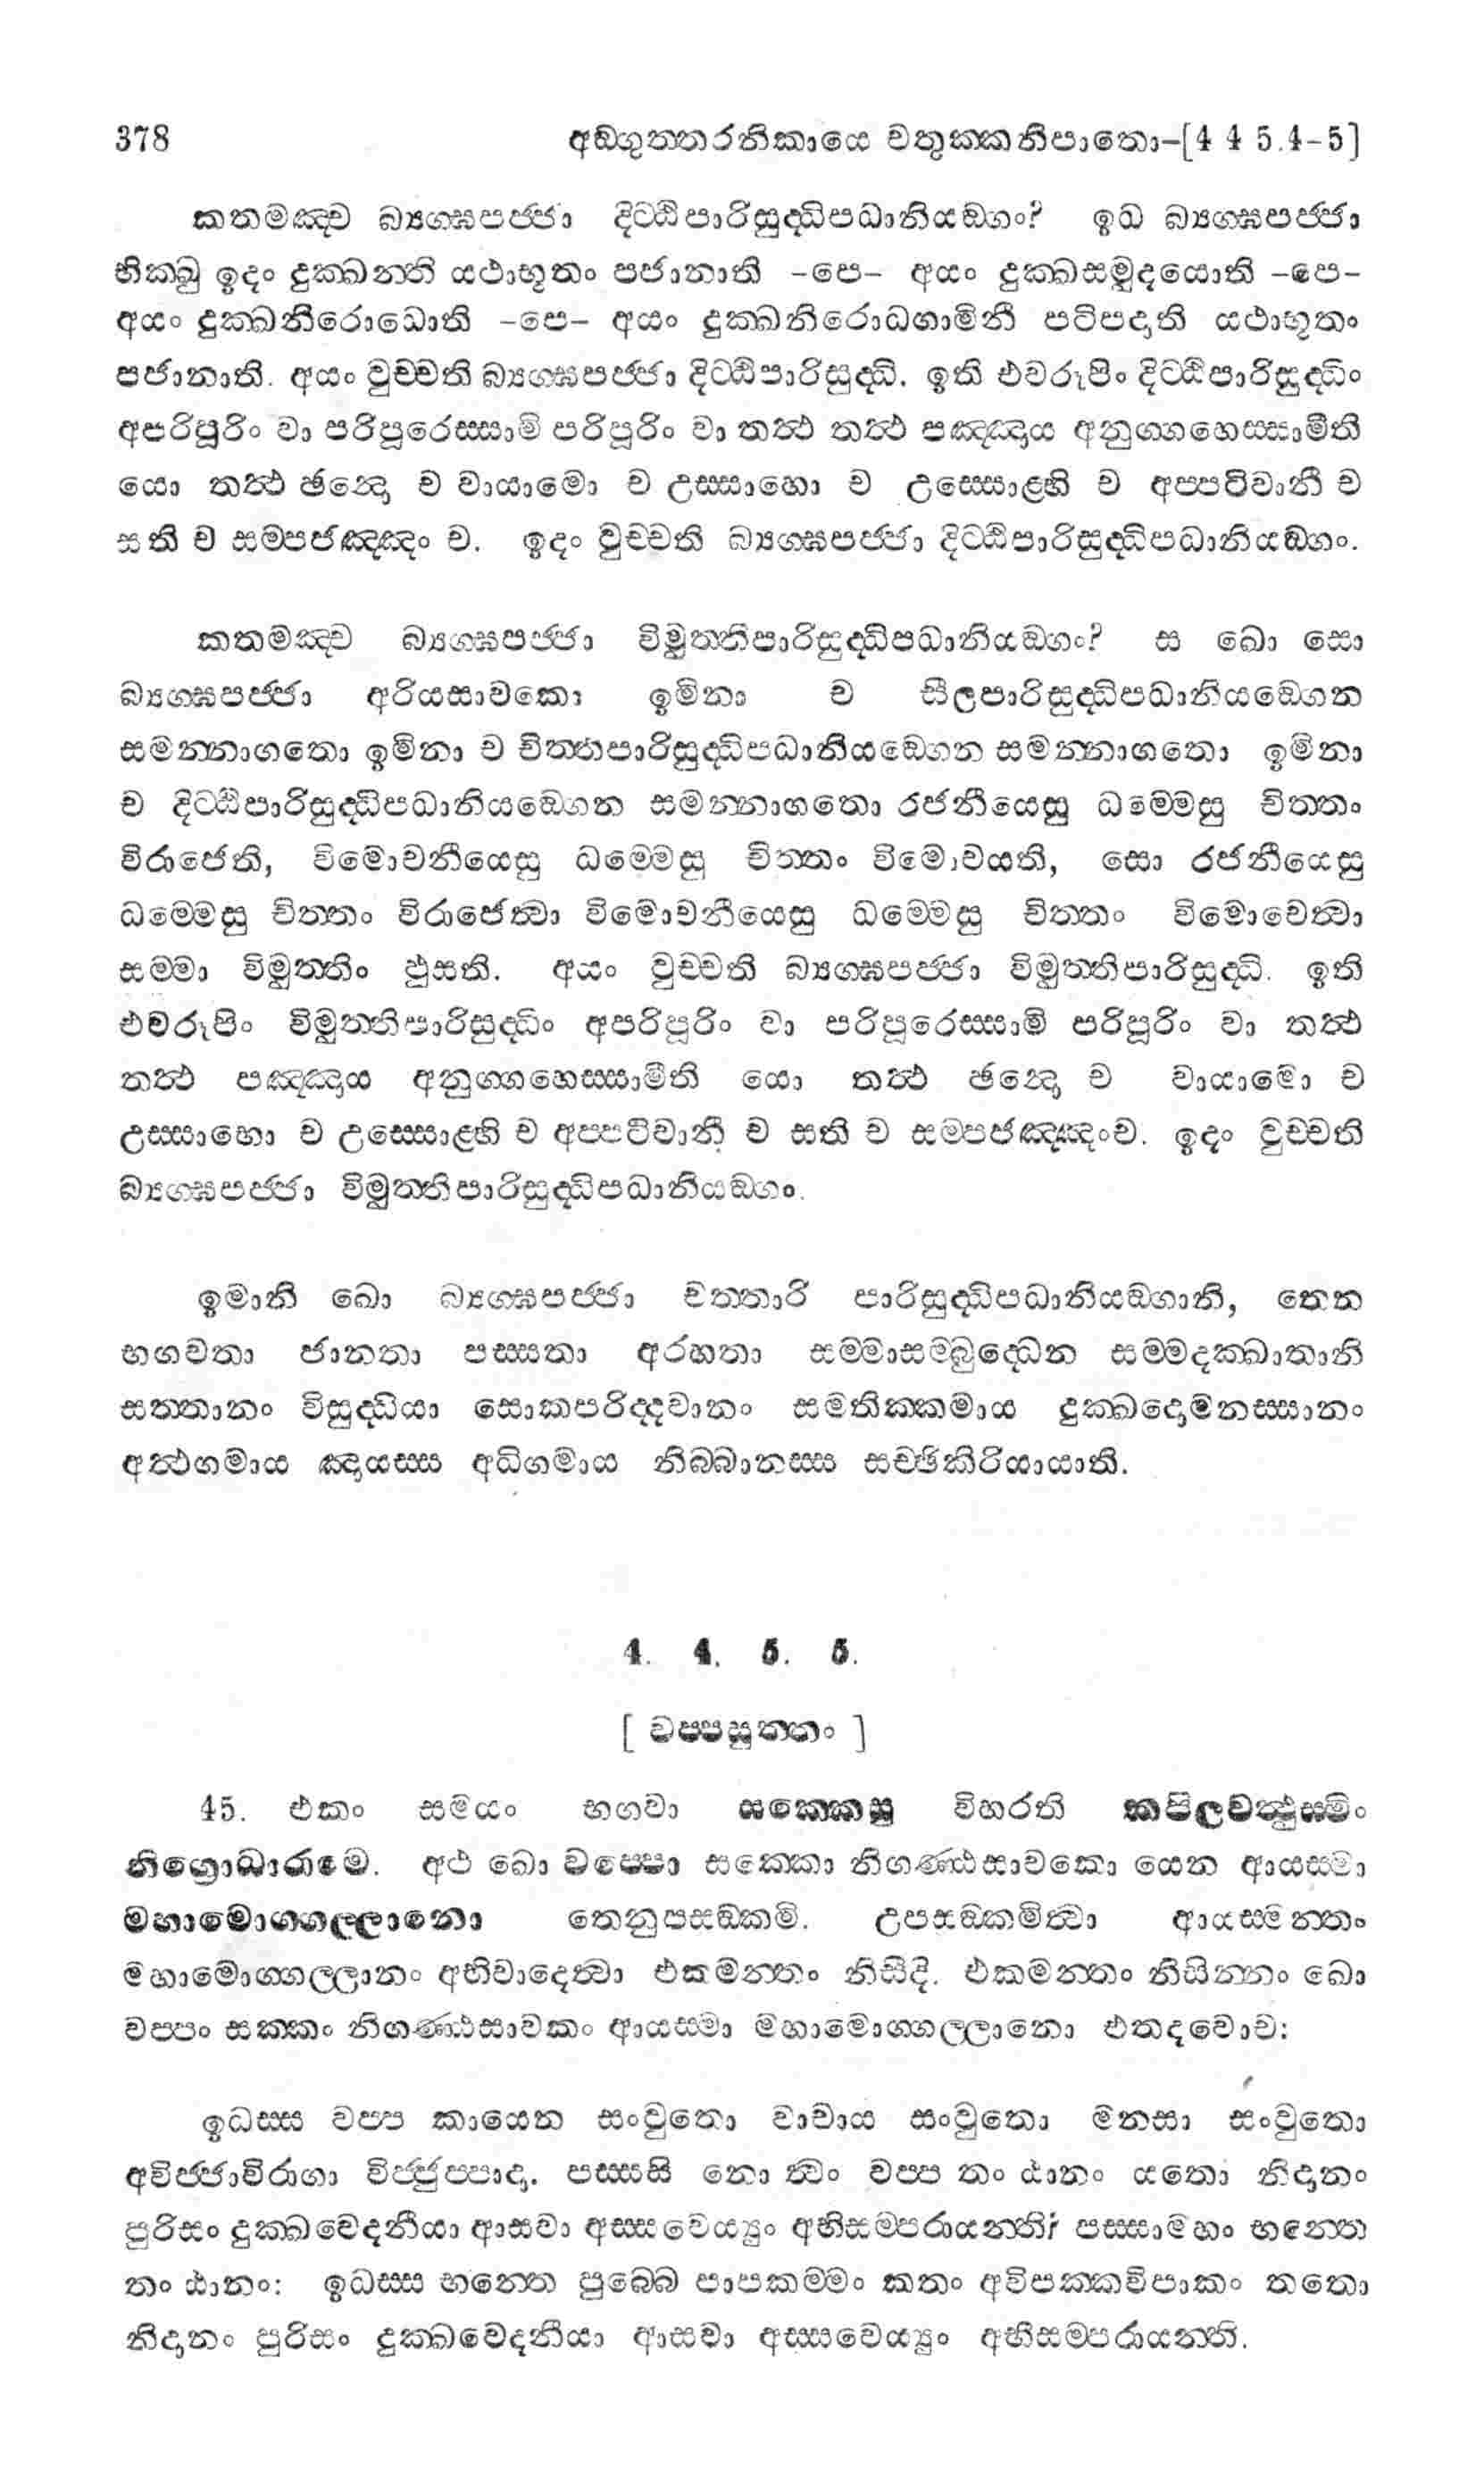 378 අඞ්ගුත්තරනිකායෙ චතුක්කනිපාතො–[4 4 5.4–5]
කතමඤ්ච බ්‍යග්ඝපජ්ජා දිට්ඨිපාරිසුද්ධිපධානියඞ්ගං? ඉධ බ්‍යග්ඝපජ්ජා
භික්ඛු ඉදං දුක්ඛන්ති යථාභූතං පජානාති –පෙ– අයං දුක්ඛසමුදයොති –පෙ–
අයං දුක්ඛනිරොධොති –පෙ– අයං දුක්ඛනිරොධගාමිනී පටිපදාති යථාභූතං
පජානාති. අයං වුච්චති බ්‍යග්ඝපජ්ජා දිට්ඨිපාරිසුද්ධි. ඉති එවරූපිං දිට්ඨිපාරිසුද්ධිං
අපරිපූරිං වා පරිපූරෙස්සාමි පරිපූරිං වා තත්‍ථ තත්‍ථ පඤ්ඤාය අනුග්ගහෙස්සාමීති
යො තත්‍ථ ඡන්‍දො ච වායාමො ච උස්සාහො ච උස්සොළ්හි ච අප්පටිවානී ච
සති ච සම්පජඤ්ඤං ච. ඉදං වුච්චති බ්‍යග්ඝපජ්ජා දිට්ඨිපාරිසුද්ධිපධානියඞ්ගං.
කතමඤ්ච බ්‍යග්ඝපජ්ජා විමුත්තිපාරිසුද්ධිපධානියඞ්ගං? ස ඛො සො
බ්‍යග්ඝපජ්ජා අරියසාවකො ඉමිනා ච සීලපාරිසුද්ධිපධානියඞ්ගෙන
සමන්නාගතො ඉමිනා ච චිත්තපාරිසුද්ධිපධානියඞ්ගෙන සමන්නාගතො ඉමිනා
ච දිට්ඨිපාරිසුද්ධිපධානියඞ්ගෙන සමන්නාගතො රජනීයෙසු ධම්මෙසු චිත්තං
විරාජෙති, විමොචනීයෙසු ධම්මෙසු චිත්තං විමොචයති, සො රජනීයෙසු
ධම්මෙසු චිත්තං විරාජෙත්‍වා විමොචනීයෙසු ධම්මෙසු චිත්තං විමොචෙත්‍වා
සම්මා විමුත්තිං ඵුසති. අයං වුච්චති බ්‍යග්ඝපජ්ජා විමුත්තිපාරිසුද්ධි. ඉති
එවරූපිං විමුත්තිපාරිසුද්ධිං අපරිපූරිං වා පරිපූරෙස්සාමි පරිපූරිං වා තත්‍ථ
තත්‍ථ පඤ්ඤාය අනුග්ගහෙස්සාමීති යො තත්‍ථ ඡන්‍දො ච වායාමො ච
උස්සාහො ච උස්සොළ්හි ච අප්පටිවානී ච සති ච සම්පජඤ්ඤංච. ඉදං වුච්චති
බ්‍යග්ඝපජ්ජා විමුත්තිපාරිසුද්ධිපධානියඞ්ගං.
ඉමානි ඛො බ්‍යග්ඝපජ්ජා චත්තාරි පාරිසුද්ධිපධානියඞ්ගානි, තෙන
භගවතා ජානතා පස්සතා අරහතා සම්මාසම්බුද්ධෙන සම්මදක්ඛාතානි
සත්තානං විසුද්ධියා සොකපරිද්දවානං සමතික්කමාය දුක්ඛදොමනස්සානං
අත්‍ථගමාය ඤායස්ස අධිගමාය නිබ්බානස්ස සච්ඡිකිරියායාති.
4. 4. 5. 5.
[ වප්පසුත්තං ]
45. එකං සමයං භගවා සක්කෙසු විහරති කපිලවත්‍ථුස්මිං
නිග්‍රොධාරාමෙ. අථ ඛො වප්පො සක්කො නිගණ්ඨසාවකො යෙන ආයස්මා
මහාමොග්ගල්ලානො තෙනුපසඞ්කමි. උපසඞ්කමිත්‍වා ආයස්මන්තං
මහාමොග්ගල්ලානං අභිවාදෙත්‍වා එකමන්තං නිසීදි. එකමන්තං නිසින්නං ඛො
වප්පං සක්කං නිගණ්ඨසාවකං ආයස්මා මහාමොග්ගල්ලානො එතදවොච:
ඉධස්ස වප්ප කායෙන සංවුතො වාචාය සංවුතො මනසා සංවුතො
අවිජ්ජාවිරාගා විජ්ජුප්පාදා. පස්සසි නො ත්‍වං වප්ප තං ඨානං යතො නිදානං
පුරිසං දුක්ඛවෙදනීයා ආසවා අස්සවෙය්‍යුං අභිසම්පරායන්ති? පස්සාමහං භන්තෙ
තං ඨානං: ඉධස්ස භන්තෙ පුබ්බෙ පාපකම්මං කතං අවිපක්කවිපාකං තතො
නිදානං පුරිසං දුක්ඛවෙදනීයා ආසවා අස්සවෙය්‍යුං අභිසම්පරායන්ති.